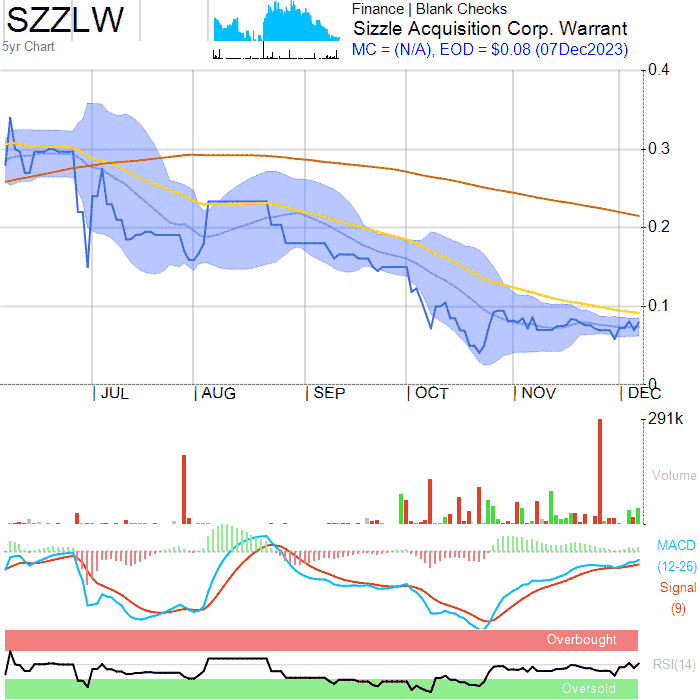 SZZLW
5yr Chart
Finance | Blank Checks
Sizzle Acquisition Corp. Warrant
MC = (N/A), EOD = $0.08 (07Dec2023)
0.4
0.3
0.2
0.1
0
JUL AUG SEP OCT NOV DEC
291k
Volume
MACD
(12-26)
Signal
(9)
Overbought
RSI(14)
Oversold